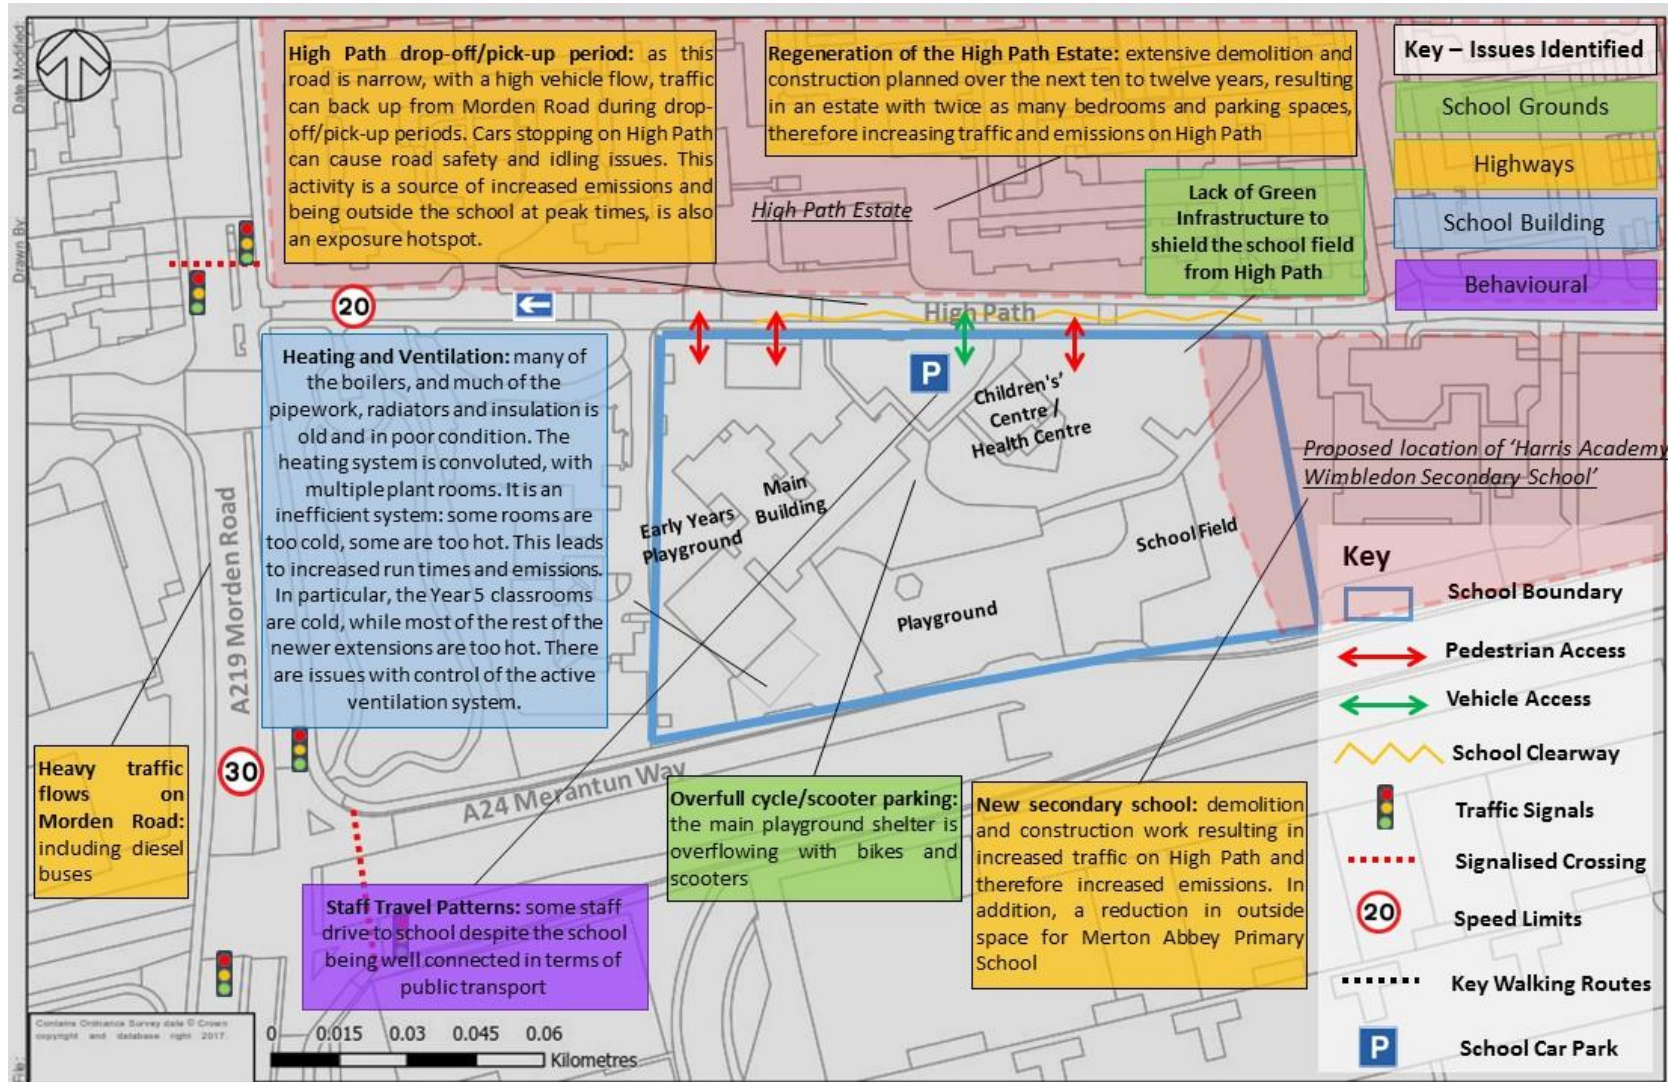 Date Modified:
Drawn By:
File:
High Path drop-off/pick-up period: as this
road is narrow, with a high vehicle flow, traffic
can back up from Morden Road during drop-
off/pick-up periods. Cars stopping on High Path
can cause road safety and idling issues. This
activity is a source of increased emissions and
being outside the school at peak times, is also
an exposure hotspot.
Regeneration of the High Path Estate: extensive demolition and
construction planned over the next ten to twelve years, resulting
in an estate with twice as many bedrooms and parking spaces,
therefore increasing traffic and emissions on High Path
Key – Issues Identified
School Grounds
Highways
School Building
Behavioural
High Path Estate
Lack of Green
Infrastructure to
shield the school field
from High Path
20
High Path
Heating and Ventilation: many of
the boilers, and much of the
pipework, radiators and insulation is
old and in poor condition. The
heating system is convoluted, with
multiple plant rooms. It is an
inefficient system: some rooms are
too cold, some are too hot. This leads
to increased run times and emissions.
In particular, the Year 5 classrooms
are cold, while most of the rest of the
newer extensions are too hot. There
are issues with control of the active
ventilation system.
P
Children's'
Centre /
Health Centre
Main
Building
Early Years
Playground
School Field
Playground
Proposed location of 'Harris Academy
Wimbledon Secondary School'
A219 Morden Road
30
A24 Merantun Way
Heavy traffic
flows on
Morden Road:
including diesel
buses
Staff Travel Patterns: some staff
drive to school despite the school
being well connected in terms of
public transport
Overfull cycle/scooter parking:
the main playground shelter is
overflowing with bikes and
scooters
New secondary school: demolition
and construction work resulting in
increased traffic on High Path and
therefore increased emissions. In
addition, a reduction in outside
space for Merton Abbey Primary
School
Key
School Boundary
Pedestrian Access
Vehicle Access
School Clearway
Traffic Signals
Signalised Crossing
20
Speed Limits
Key Walking Routes
P
School Car Park
Contains Ordnance Survey data © Crown
copyright and database right 2017.
0 0.015 0.03 0.045 0.06
Kilometres